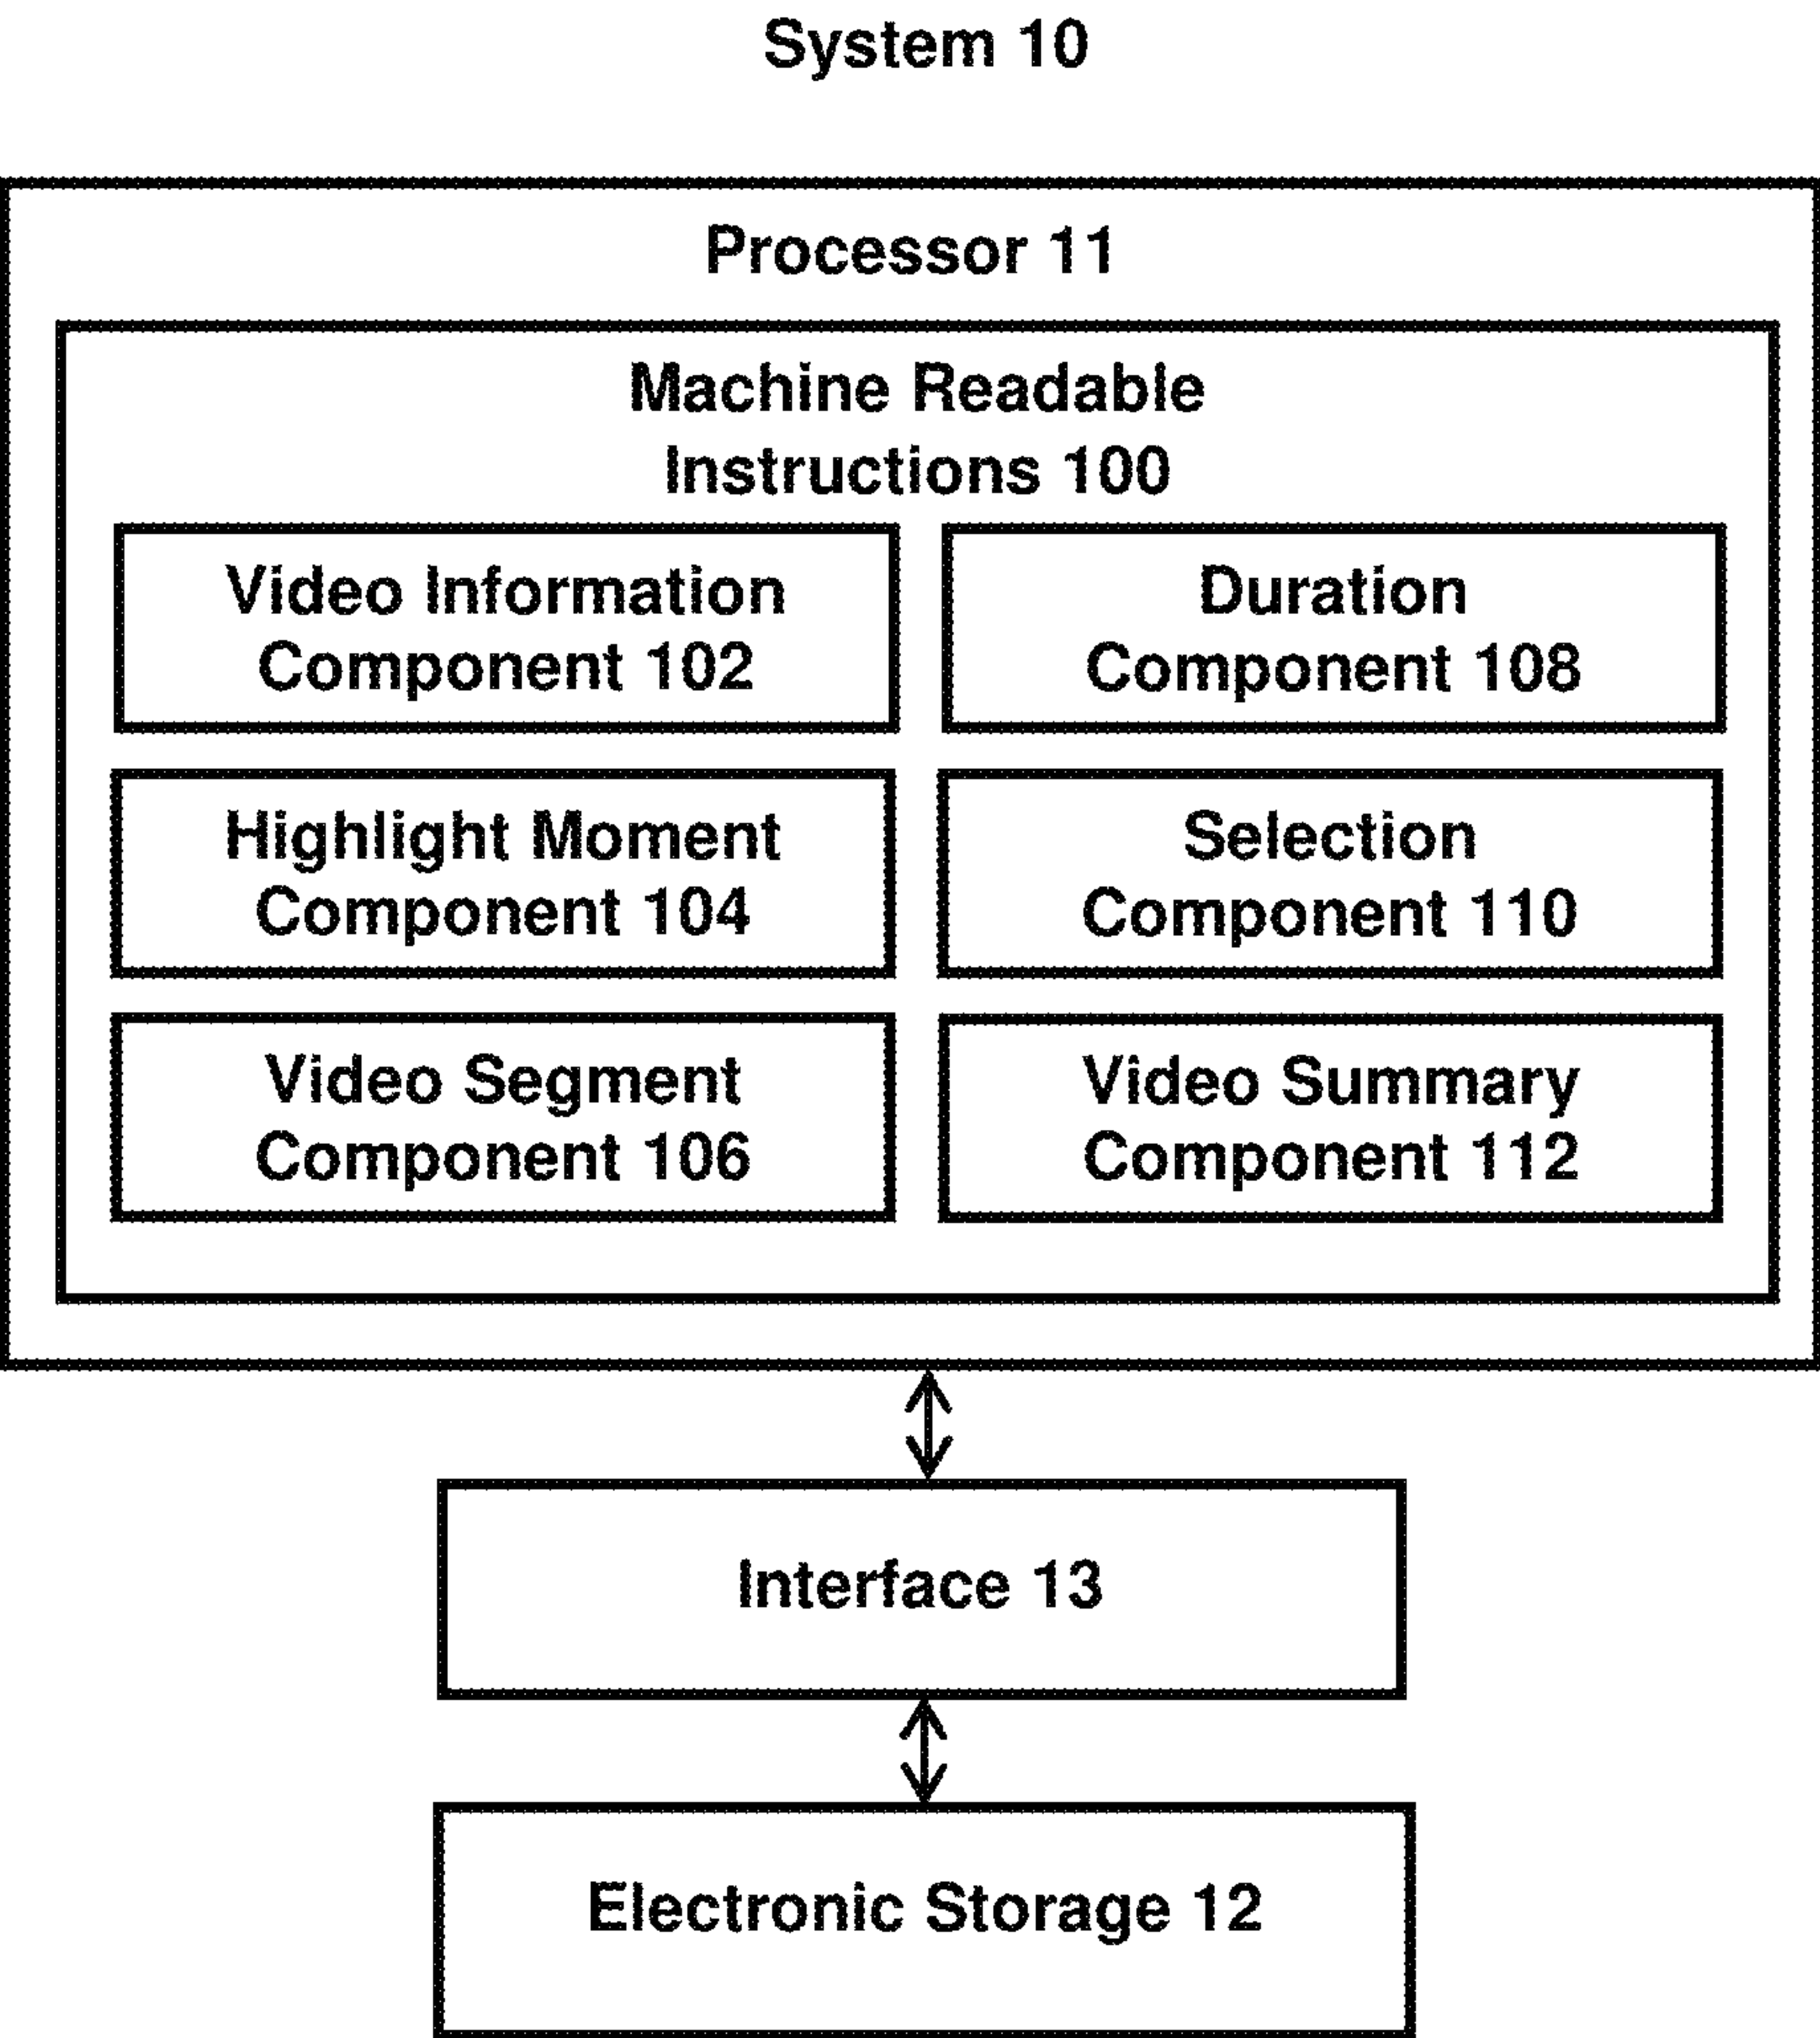 System 10
Processor 11
Machine Readable
Instructions 100
Video Information
Component 102
Duration
Component 108
Highlight Moment
Component 104
Selection
Component 110
Video Segment
Component 106
Video Summary
Component 112
Interface 13
Electronic Storage 12